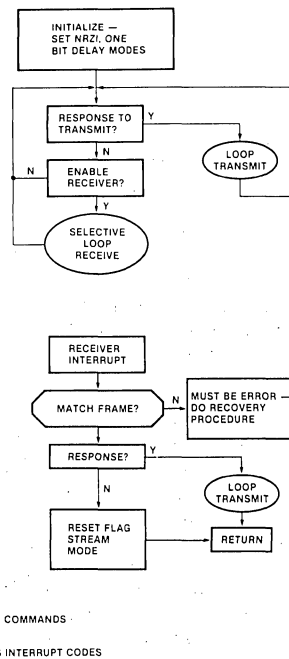 INITIALIZE —
SET NRZI, ONE
BIT DELAY MODES
RESPONSE TO
TRANSMIT?
Y
N
LOOP
TRANSMIT
N
ENABLE
RECEIVER?
Y
SELECTIVE
LOOP
RECEIVE
RECEIVER
INTERRUPT
MATCH FRAME?
N
MUST BE ERROR —
DO RECOVERY
PROCEDURE
RESPONSE?
Y
N
LOOP
TRANSMIT
RESET FLAG
STREAM
MODE
RETURN
COMMANDS
INTERRUPT CODES